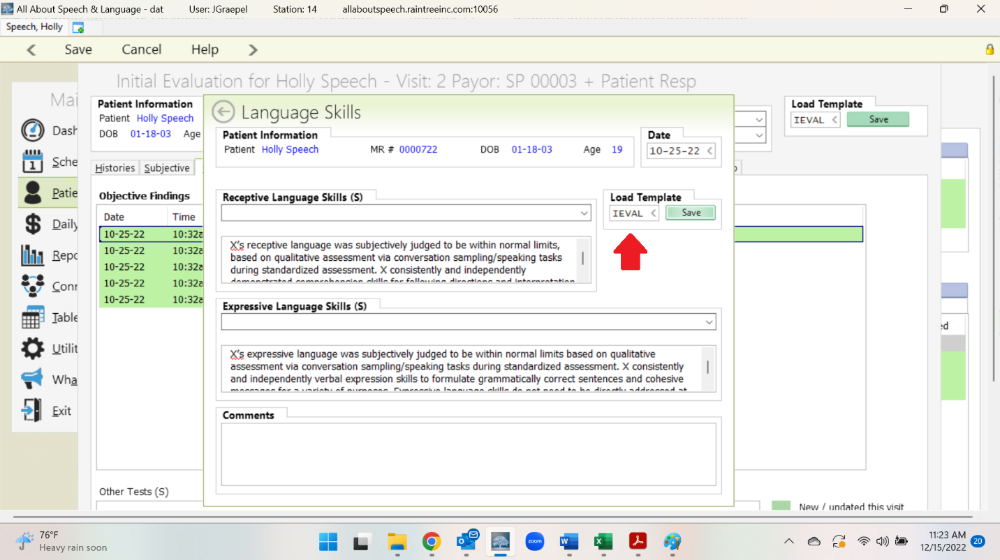 All About Speech & Language - dat User: JGraepel Station: 14 allaboutspeech.raintreeinc.com:10056
Speech, Holly
Save Cancel Help
Initial Evaluation for Holly Speech - Visit: 2 Payor: SP 00003 + Patient Resp
Patient Information
Patient Holly Speech
DOB 01-18-03 Age
Load Template
IEVAL < Save
Histories Subjective
Objective Findings
Date Time
10-25-22 10:32a
10-25-22 10:32a
10-25-22 10:32a
10-25-22 10:32a
10-25-22 10:32a
Other Tests (S)
New / updated this visit
Mai
Dash
Sche
Patie
Daily
Repo
Conn
Table
Utilit
Wha
Exit
Language Skills
Patient Information
Patient Holly Speech MR # 0000722 DOB 01-18-03 Age 19
Date
10-25-22 <
Receptive Language Skills (S)
Load Template
IEVAL < Save
X's receptive language was subjectively judged to be within normal limits,
based on qualitative assessment via conversation sampling/speaking tasks
during standardized assessment. X consistently and independently
demonstrated comprehension skills for following directions and interpretation
Expressive Language Skills (S)
X's expressive language was subjectively judged to be within normal limits based on qualitative
assessment via conversation sampling/speaking tasks during standardized assessment. X consistently
and independently verbal expression skills to formulate grammatically correct sentences and cohesive
messages for a variety of purposes. Expressive language skills do not need to be directly addressed at
Comments
ed
76°F
Heavy rain soon
zoom
11:23 AM
12/15/2022
20